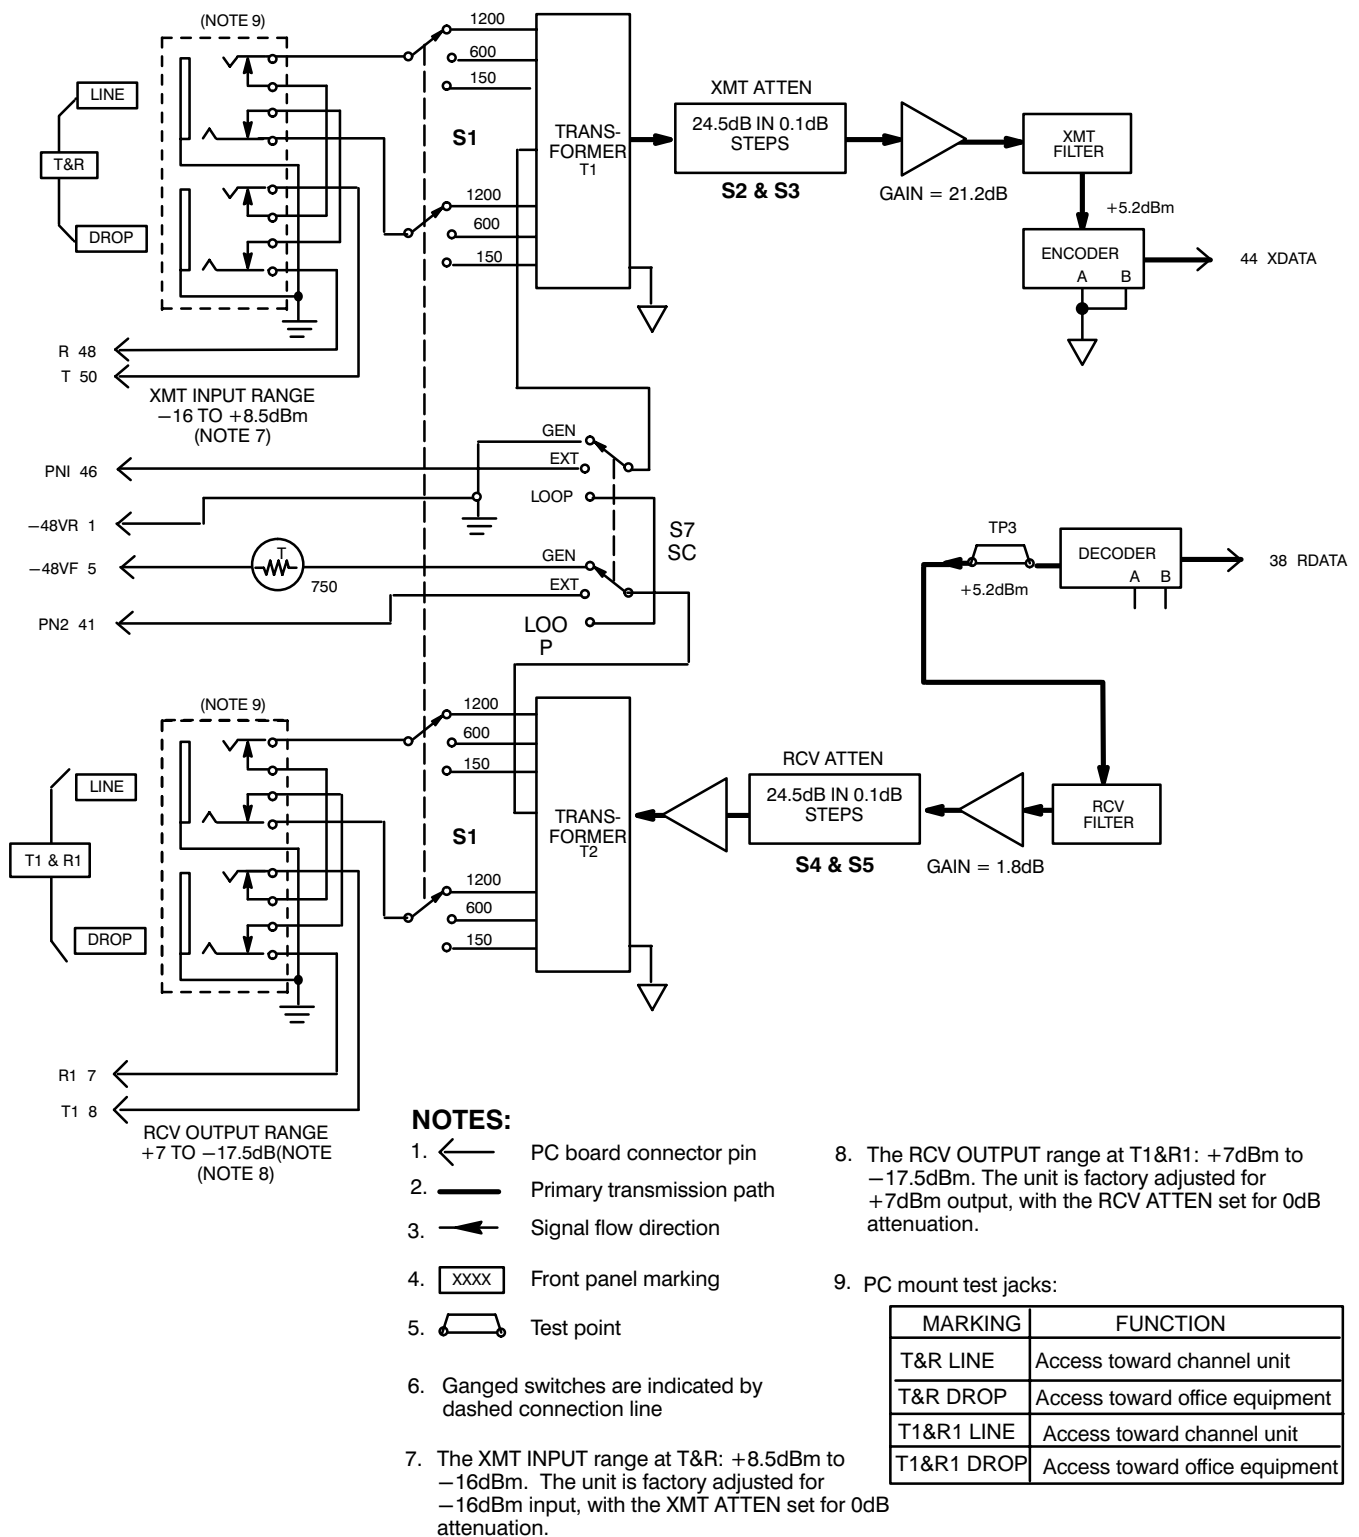 (NOTE 9)
LINE
T&R
DROP
1200
600
150
S1
1200
600
150
TRANS-
FORMER
T1
XMT ATTEN
24.5dB IN 0.1dB
STEPS
S2 & S3
GAIN = 21.2dB
XMT
FILTER
+5.2dBm
ENCODER
A B
44 XDATA
R 48
T 50
XMT INPUT RANGE
−16 TO +8.5dBm
(NOTE 7)
PNI 46
−48VR 1
−48VF 5
PN2 41
T
750
GEN
EXT
LOOP
S7
SC
GEN
EXT
LOO
P
TP3
+5.2dBm
DECODER
A B
38 RDATA
(NOTE 9)
LINE
T1 & R1
DROP
1200
600
150
S1
1200
600
150
TRANS-
FORMER
T2
RCV ATTEN
24.5dB IN 0.1dB
STEPS
S4 & S5
GAIN = 1.8dB
RCV
FILTER
R1 7
T1 8
RCV OUTPUT RANGE
+7 TO −17.5dB(NOTE
(NOTE 8)
NOTES:
1. PC board connector pin
2. Primary transmission path
3. Signal flow direction
4. XXXX Front panel marking
5. Test point
6. Ganged switches are indicated by
dashed connection line
7. The XMT INPUT range at T&R: +8.5dBm to
−16dBm. The unit is factory adjusted for
−16dBm input, with the XMT ATTEN set for 0dB
attenuation.
8. The RCV OUTPUT range at T1&R1: +7dBm to
−17.5dBm. The unit is factory adjusted for
+7dBm output, with the RCV ATTEN set for 0dB
attenuation.
9. PC mount test jacks:
MARKING FUNCTION
T&R LINE Access toward channel unit
T&R DROP Access toward office equipment
T1&R1 LINE Access toward channel unit
T1&R1 DROP Access toward office equipment